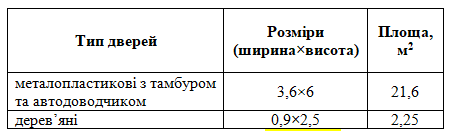 Тип дверей
Розміри
(ширина×висота)
Площа,
м2
металопластикові з тамбуром
та автодоводчиком
3,6×6
21,6
дерев’яні
0,9×2,5
2,25